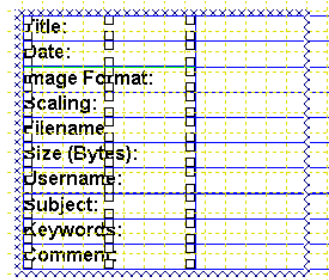 Title:
Date:
Image Format:
Scaling:
Filename
Size (Bytes):
Username:
Subject:
Keywords:
Comment